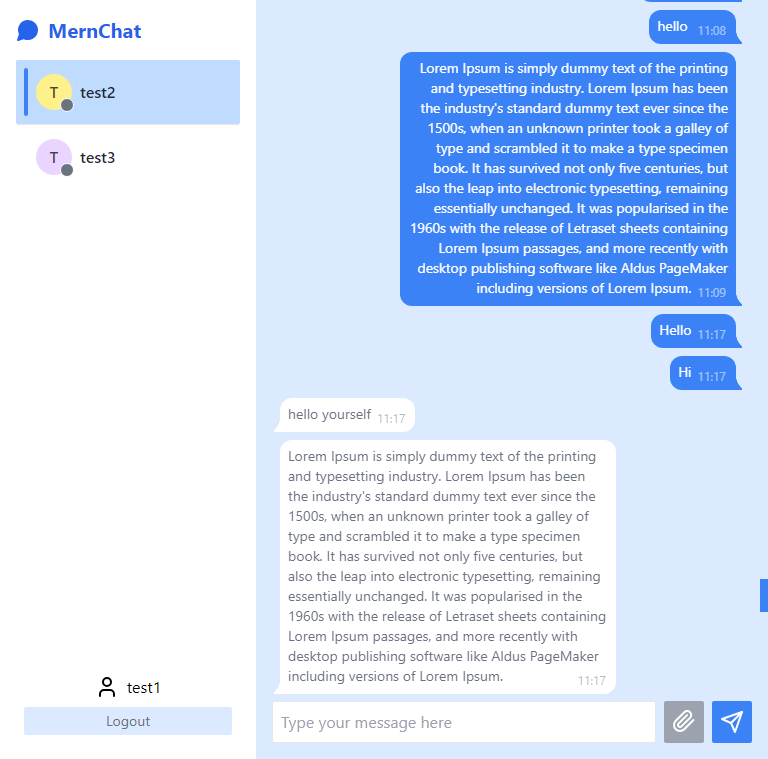 MernChat
T test2
T test3
test1
Logout
hello 11:08
Lorem Ipsum is simply dummy text of the printing
and typesetting industry. Lorem Ipsum has been
the industry's standard dummy text ever since the
1500s, when an unknown printer took a galley of
type and scrambled it to make a type specimen
book. It has survived not only five centuries, but
also the leap into electronic typesetting, remaining
essentially unchanged. It was popularised in the
1960s with the release of Letraset sheets containing
Lorem Ipsum passages, and more recently with
desktop publishing software like Aldus PageMaker
including versions of Lorem Ipsum. 11:09
Hello 11:17
Hi 11:17
hello yourself 11:17
Lorem Ipsum is simply dummy text of the printing
and typesetting industry. Lorem Ipsum has been
the industry's standard dummy text ever since the
1500s, when an unknown printer took a galley of
type and scrambled it to make a type specimen
book. It has survived not only five centuries, but
also the leap into electronic typesetting, remaining
essentially unchanged. It was popularised in the
1960s with the release of Letraset sheets containing
Lorem Ipsum passages, and more recently with
desktop publishing software like Aldus PageMaker
including versions of Lorem Ipsum. 11:17
Type your message here